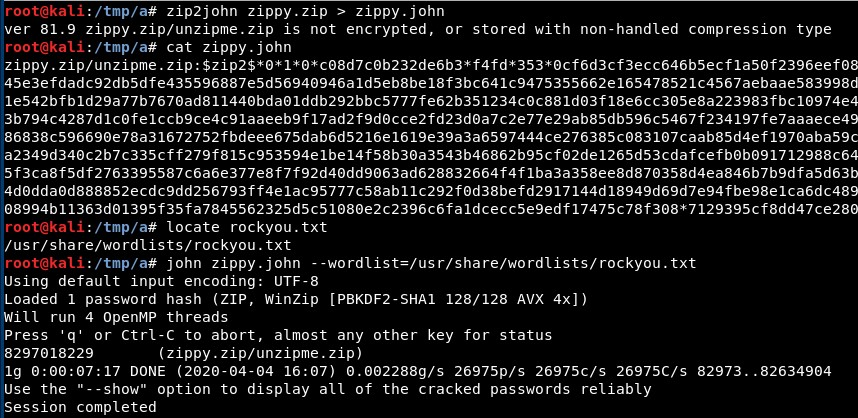 root@kali:/tmp/a# zip2john zippy.zip > zippy.john
ver 81.9 zippy.zip/unzipme.zip is not encrypted, or stored with non-handled compression type
root@kali:/tmp/a# cat zippy.john
zippy.zip/unzipme.zip:$zip2$*0*1*0*c08d7c0b232de6b3*f4fd*353*0cf6d3cf3ecc646b5ecf1a50f2396eef08
45e3efdadc92db5dfe435596887e5d56940946a1d5eb8be18f3bc641c9475355662e165478521c4567aebaae583998d
1e542bfb1d29a77b7670ad811440bda01ddb292bbc5777fe62b351234c0c881d03f18e6cc305e8a223983fbc10974e4
3b794c4287d1c0fe1ccb9ce4c91aaeeb9f17ad2f9d0cce2fd23d0a7c2e77e29ab85db596c5467f234197fe7aaaece49
86838c596690e78a31672752fbdeee675dab6d5216e1619e39a3a6597444ce276385c083107caab85d4ef1970aba59c
a2349d340c2b7c335cff279f815c953594e1be14f58b30a3543b46862b95cf02de1265d53cdafcefb0b091712988c64
5f3ca8f5df2763395587c6a6e377e8f7f92d40dd9063ad628832664f4f1ba3a358ee8d870358d4ea846b7b9dfa5d63b
4d0dda0d888852ecdc9dd256793ff4e1ac95777c58ab11c292f0d38befd2917144d18949d69d7e94fbe98e1ca6dc489
08994b11363d01395f35fa7845562325d5c51080e2c2396c6fa1dcecc5e9edf17475c78f308*7129395cf8dd47ce280
root@kali:/tmp/a# locate rockyou.txt
/usr/share/wordlists/rockyou.txt
root@kali:/tmp/a# john zippy.john --wordlist=/usr/share/wordlists/rockyou.txt
Using default input encoding: UTF-8
Loaded 1 password hash (ZIP, WinZip [PBKDF2-SHA1 128/128 AVX 4x])
Will run 4 OpenMP threads
Press 'q' or Ctrl-C to abort, almost any other key for status
8297018229       (zippy.zip/unzipme.zip)
1g 0:00:07:17 DONE (2020-04-04 16:07) 0.002288g/s 26975p/s 26975c/s 26975C/s 82973..82634904
Use the "--show" option to display all of the cracked passwords reliably
Session completed